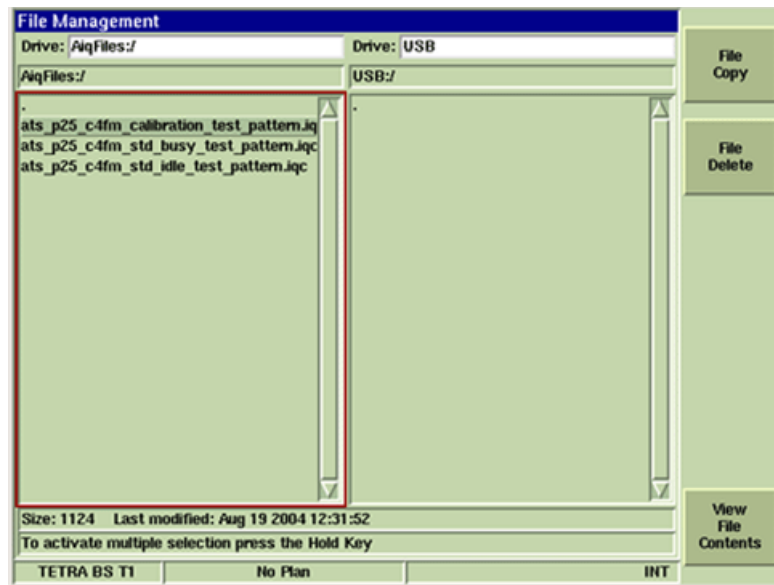 File Management
Drive: AiqFiles:/
Drive: USB
AiqFiles:/
USB:/
.
ats_p25_c4fm_calibration_test_pattern.iq
ats_p25_c4fm_std_busy_test_pattern.iqc
ats_p25_c4fm_std_idle_test_pattern.iqc
.
Size: 1124 Last modified: Aug 19 2004 12:31:52
To activate multiple selection press the Hold Key
TETRA BS T1
No Plan
INT
File
Copy
File
Delete
View
File
Contents